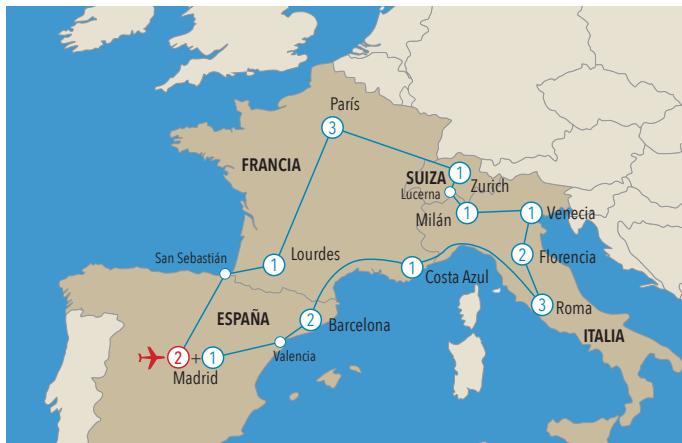 París
3
FRANCIA
SUIZA
1
Zurich
Lucerna
Milán
1
1
Venecia
San Sebastián
1
Lourdes
2
Florencia
1
Costa Azul
3
Roma
ESPAÑA
2
Barcelona
ITALIA
2 + 1
Valencia
Madrid